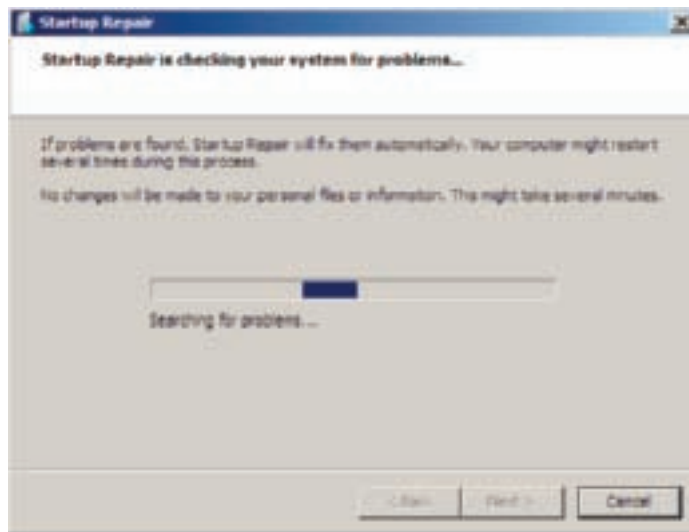 Startup Repair
Startup Repair is checking your system for problems...
If problems are found, Startup Repair will fix them automatically. Your computer might restart
several times during this process.
No changes will be made to your personal files or information. This might take several minutes.
Searching for problems...
< Back
Next >
Cancel